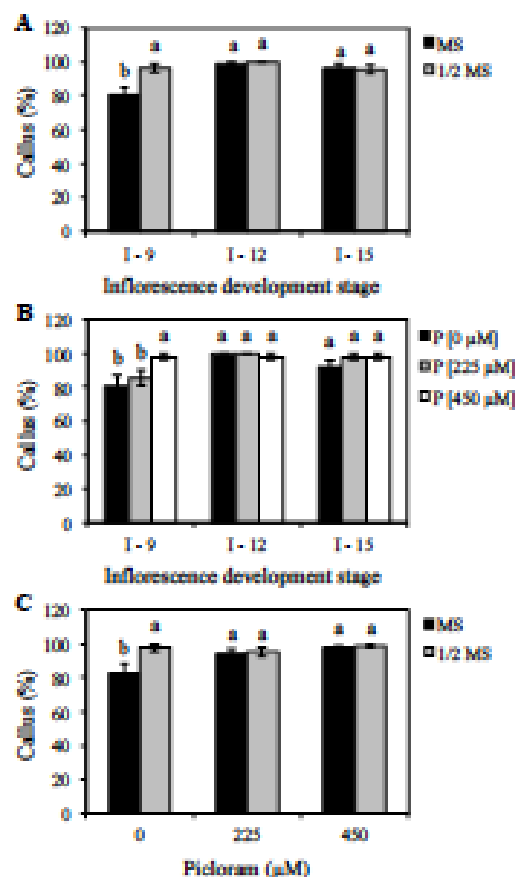 A
120
100
80
60
40
20
0
Callus (%)
b a a a a a
■MS
□1/2 MS
I - 9 I - 12 I - 15
Inflorescence development stage
B
120
100
80
60
40
20
0
Callus (%)
b b a a a a a a a
■P [0 µM]
□P [225 µM]
□P [450 µM]
I - 9 I - 12 I - 15
Inflorescence development stage
C
120
100
80
60
40
20
0
Callus (%)
b a a a a a
■MS
□1/2 MS
0 225 450
Picloram (µM)